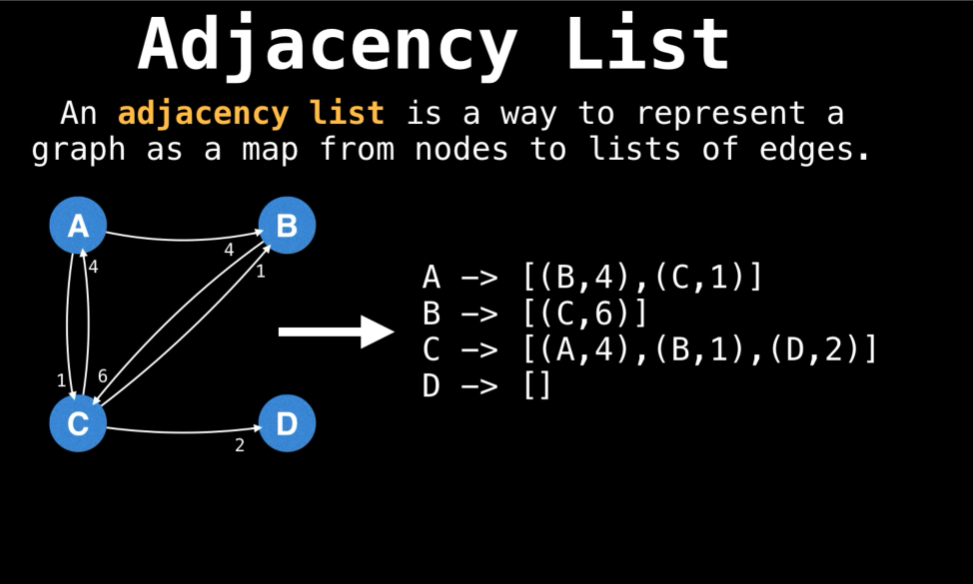 Adjacency List
An adjacency list is a way to represent a
graph as a map from nodes to lists of edges.
A
B
4
1
4
1
6
C
D
2
A -> [(B,4),(C,1)]
B -> [(C,6)]
C -> [(A,4),(B,1),(D,2)]
D -> []